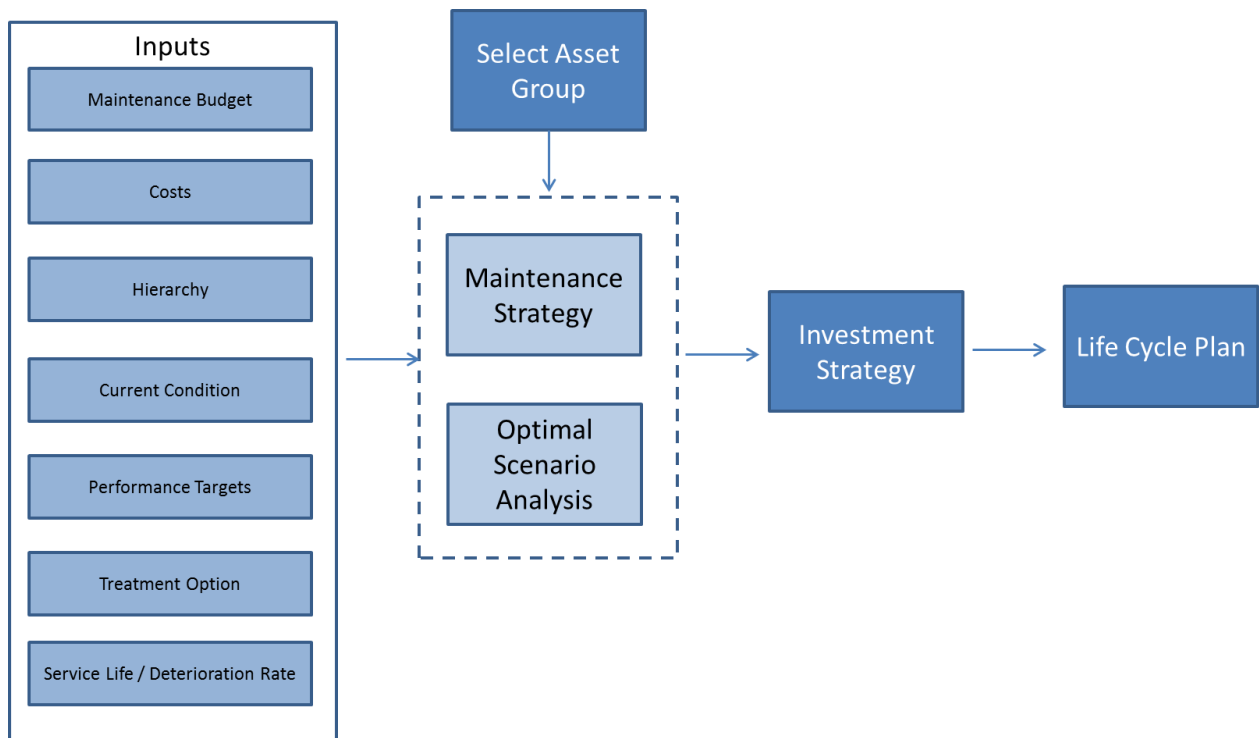 Inputs
Maintenance Budget
Costs
Hierarchy
Current Condition
Performance Targets
Treatment Option
Service Life / Deterioration Rate
Select Asset
Group
Maintenance
Strategy
Optimal
Scenario
Analysis
Investment
Strategy
Life Cycle Plan